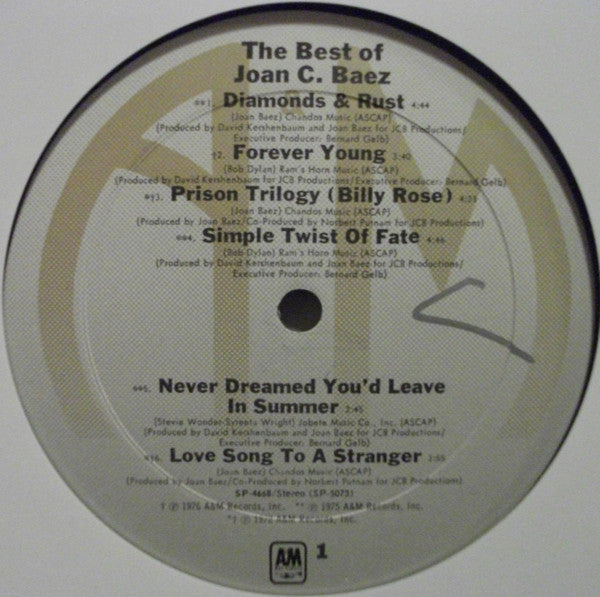 The Best of
Joan C. Baez
Diamonds & Rust 4:44
(Joan Baez) Chandos Music (ASCAP)
(Produced by David Kershenbaum and Joan Baez for JCB Productions/
Executive Producer: Bernard Gelb)
Forever Young 3:40
(Bob Dylan) Ram's Horn Music (ASCAP)
(Produced by David Kershenbaum for JCB Productions/Executive Producer: Bernard Gelb)
Prison Trilogy (Billy Rose)
(Joan Baez) Chandos Music (ASCAP)
(Produced by Joan Baez/Co-Produced by Norbert Putnam for JCB Productions)
Simple Twist Of Fate 4:46
(Bob Dylan) Ram's Horn Music (ASCAP)
(Produced by David Kershenbaum and Joan Baez for JCB Productions/
Executive Producer: Bernard Gelb)
Never Dreamed You'd Leave
In Summer 2:45
(Stevie Wonder-Syreeta Wright) Jobete Music Co., Inc. (ASCAP)
(Produced by David Kershenbaum and Joan Baez for JCB Productions/
Executive Producer: Bernard Gelb)
Love Song To A Stranger 3:55
(Joan Baez) Chandos Music (ASCAP)
(Produced by Joan Baez/Co-Produced by Norbert Putnam for JCB Productions)
SP-4668/Stereo (SP-5073)
† ℗ 1976 A&M Records, Inc. *† ℗ 1975 A&M Records, Inc.
A&M Records, Inc.
AM 1